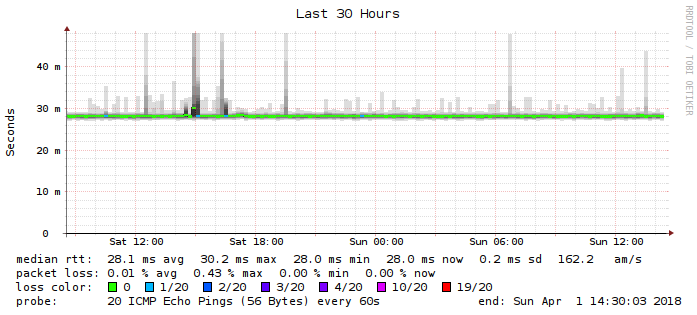 Last 30 Hours
RRDTOOL / TOBI OETIKER
Seconds
40 m
30 m
20 m
10 m
0
Sat 12:00 Sat 18:00 Sun 00:00 Sun 06:00 Sun 12:00
median rtt: 28.1 ms avg 30.2 ms max 28.0 ms min 28.0 ms now 0.2 ms sd 162.2 am/s
packet loss: 0.01 % avg 0.43 % max 0.00 % min 0.00 % now
loss color: 0 1/20 2/20 3/20 4/20 10/20 19/20
probe: 20 ICMP Echo Pings (56 Bytes) every 60s end: Sun Apr 1 14:30:03 2018